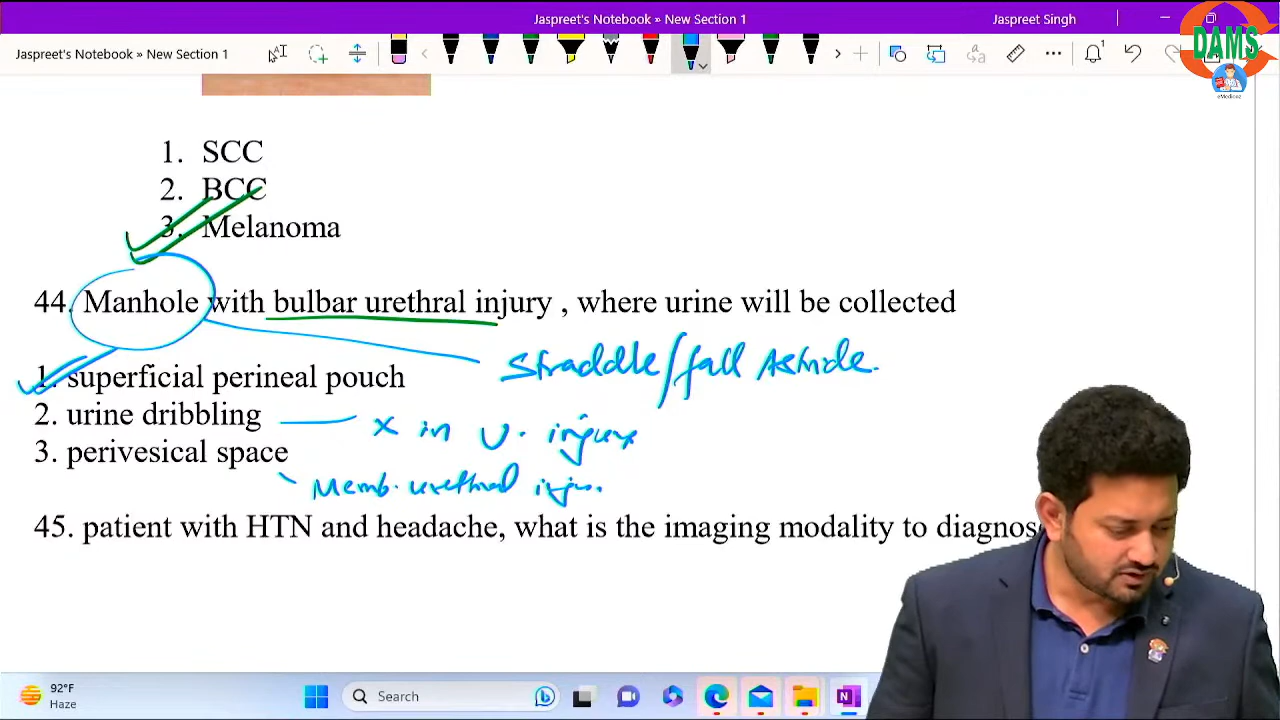 Jaspreet's Notebook » New Section 1
Jaspreet Singh
Jaspreet's Notebook » New Section 1
DAMS
eMedicoz
1. SCC
2. BCC
3. Melanoma
44. Manhole with bulbar urethral injury , where urine will be collected
Straddle/fall Astride.
1. superficial perineal pouch
2. urine dribbling
x in U. injury
3. perivesical space
Memb. urethral injur.
45. patient with HTN and headache, what is the imaging modality to diagnose
92°F
Haze
Search